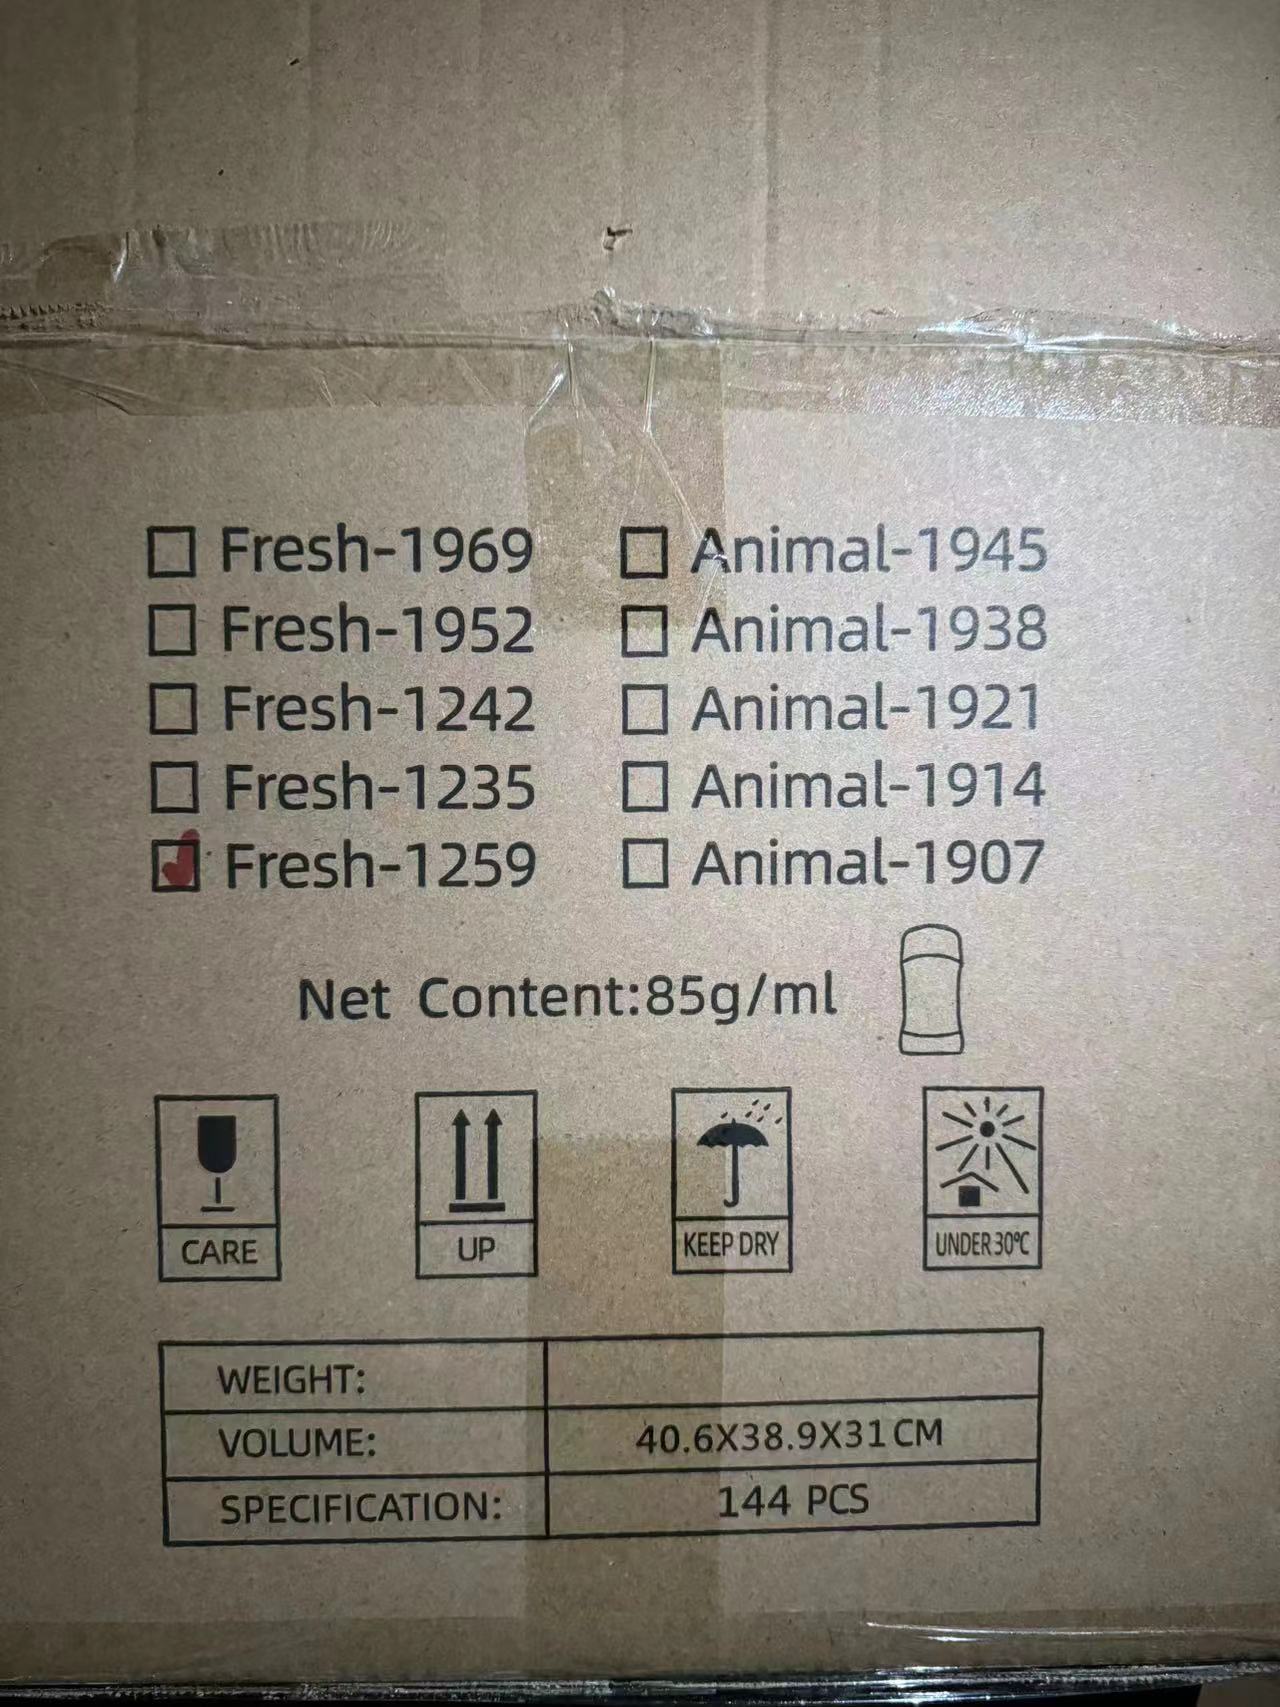 Fresh-1969 Animal-1945
Fresh-1952 Animal-1938
Fresh-1242 Animal-1921
Fresh-1235 Animal-1914
Fresh-1259 Animal-1907
Net Content:85g/ml
CARE UP KEEP DRY UNDER 30℃
WEIGHT:
VOLUME: 40.6X38.9X31CM
SPECIFICATION: 144 PCS